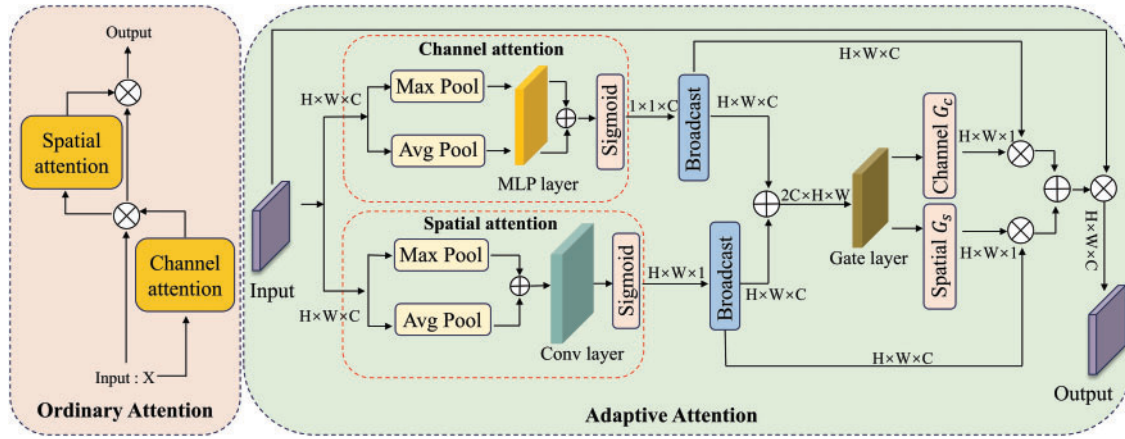 Output
Spatial
attention
Channel
attention
Input : X
Ordinary Attention
Channel attention
H×W×C
Max Pool
Avg Pool
MLP layer
Sigmoid
1×1×C
Broadcast
H×W×C
H×W×C
Input
Spatial attention
H×W×C
Max Pool
Avg Pool
Conv layer
Sigmoid
H×W×1
Broadcast
H×W×C
2C×H×W
Gate layer
Channel G_c
H×W×1
Spatial G_s
H×W×1
H×W×C
H×W×C
Output
Adaptive Attention